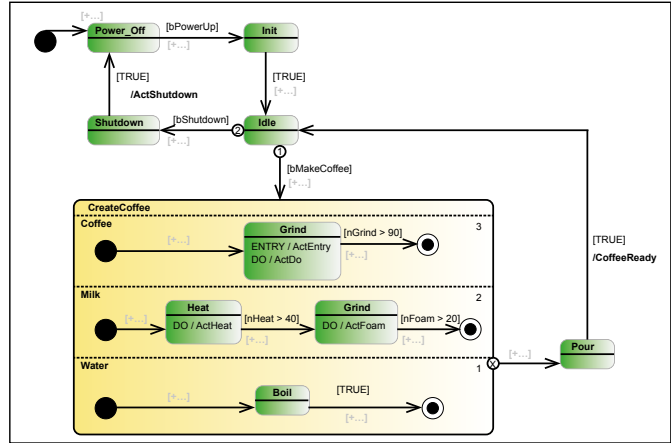 [+...]
Power_Off
[bPowerUp]
[+...]
Init
[TRUE]
/ActShutdown
[TRUE]
[+...]
Shutdown
[bShutdown]
[+...]
2
Idle
1
[bMakeCoffee]
[+...]
CreateCoffee
Coffee
3
[+...]
Grind
ENTRY / ActEntry
DO / ActDo
[nGrind > 90]
[+...]
[TRUE]
/CoffeeReady
Milk
2
[+...]
Heat
DO / ActHeat
[nHeat > 40]
[+...]
Grind
DO / ActFoam
[nFoam > 20]
[+...]
Water
1
X
[+...]
Pour
[+...]
Boil
[TRUE]
[+...]